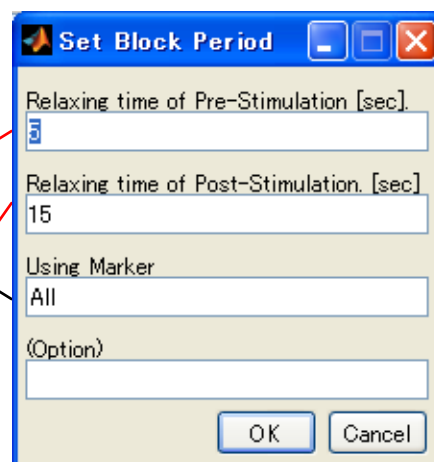 Set Block Period
Relaxing time of Pre-Stimulation [sec].
5
Relaxing time of Post-Stimulation. [sec]
15
Using Marker
All
(Option)
OK Cancel